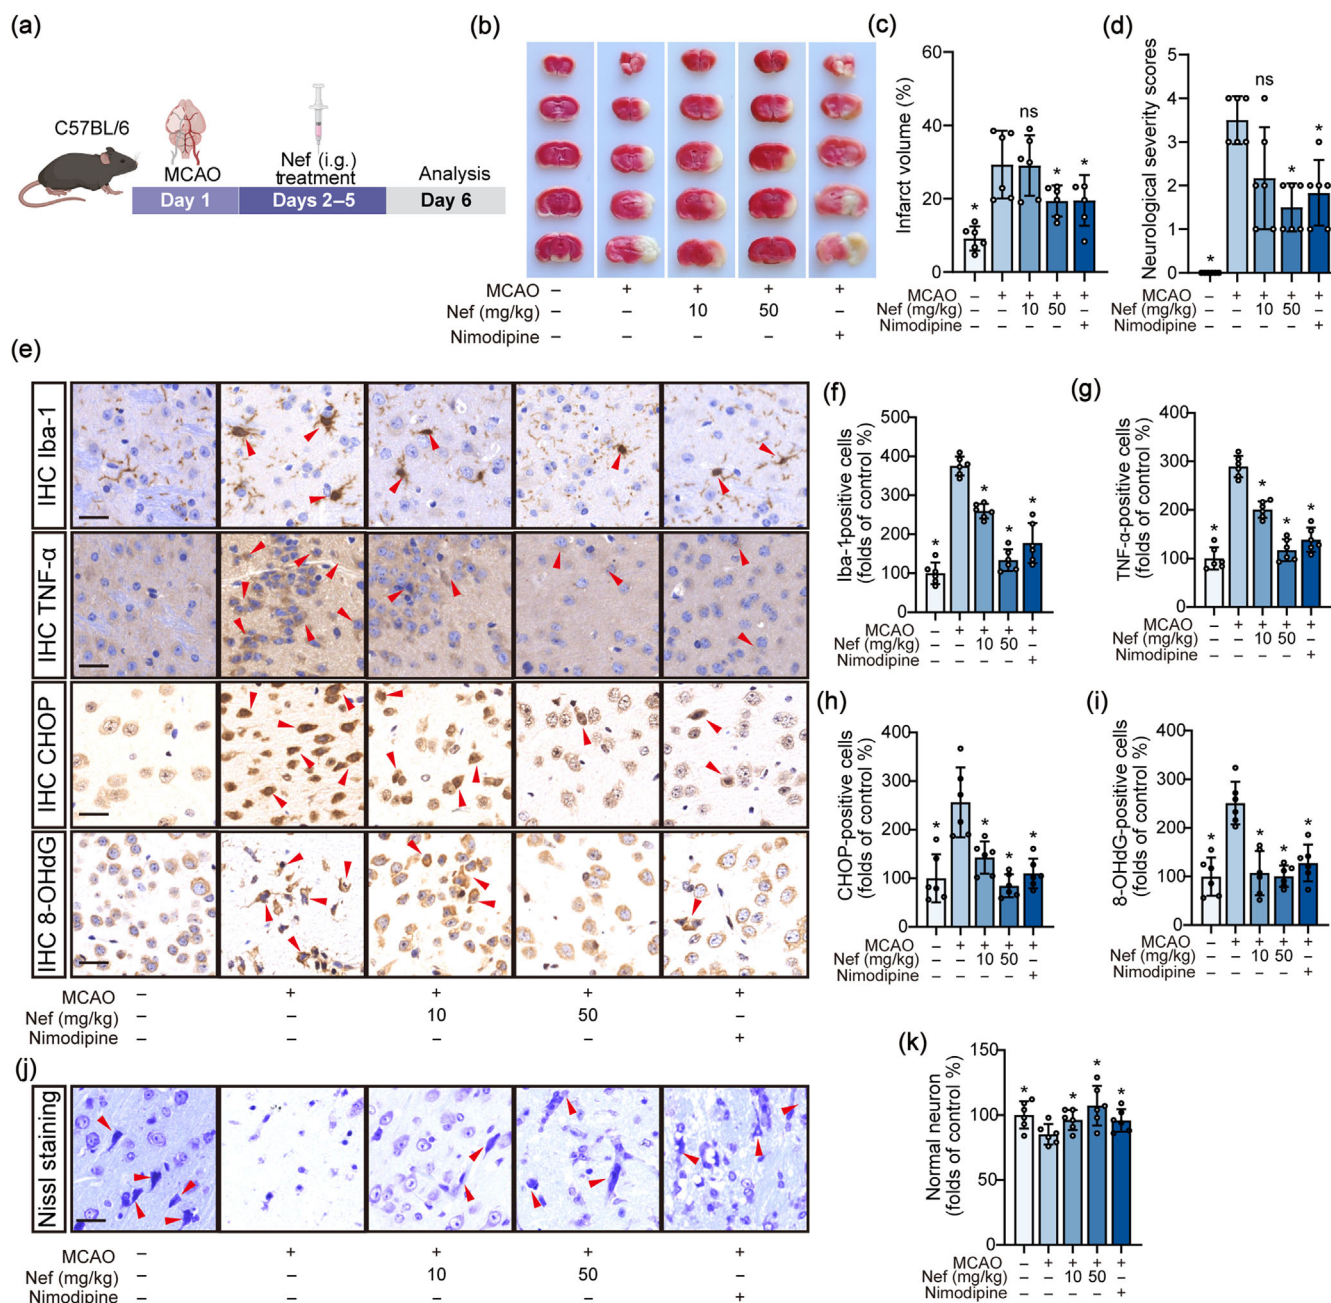 (a)
C57BL/6
MCAO
Nef (i.g.)
treatment
Analysis
Day 1
Days 2–5
Day 6
(b)
MCAO – + + + +
Nef (mg/kg) – – 10 50 –
Nimodipine – – – – +
(c)
Infarct volume (%)
60
40
20
0
ns
*
*
*
MCAO – + + + +
Nef (mg/kg) – – 10 50 –
Nimodipine – – – – +
(d)
Neurological severity scores
5
4
3
2
1
0
*
ns
*
*
MCAO – + + + +
Nef (mg/kg) – – 10 50 –
Nimodipine – – – – +
(e)
IHC Iba-1
IHC TNF-α
IHC CHOP
IHC 8-OHdG
MCAO – + + + +
Nef (mg/kg) – – 10 50 –
Nimodipine – – – – +
(f)
Iba-1positive cells
(folds of control %)
500
400
300
200
100
0
*
*
*
*
MCAO – + + + +
Nef (mg/kg) – – 10 50 –
Nimodipine – – – – +
(g)
TNF-α-positive cells
(folds of control %)
400
300
200
100
0
*
*
*
*
MCAO – + + + +
Nef (mg/kg) – – 10 50 –
Nimodipine – – – – +
(h)
CHOP-positive cells
(folds of control %)
400
300
200
100
0
*
*
*
*
MCAO – + + + +
Nef (mg/kg) – – 10 50 –
Nimodipine – – – – +
(i)
8-OHdG-positive cells
(folds of control %)
400
300
200
100
0
*
*
*
*
MCAO – + + + +
Nef (mg/kg) – – 10 50 –
Nimodipine – – – – +
(j)
Nissl staining
MCAO – + + + +
Nef (mg/kg) – – 10 50 –
Nimodipine – – – – +
(k)
Normal neuron
(folds of control %)
150
100
50
0
*
*
*
*
MCAO – + + + +
Nef (mg/kg) – – 10 50 –
Nimodipine – – – – +